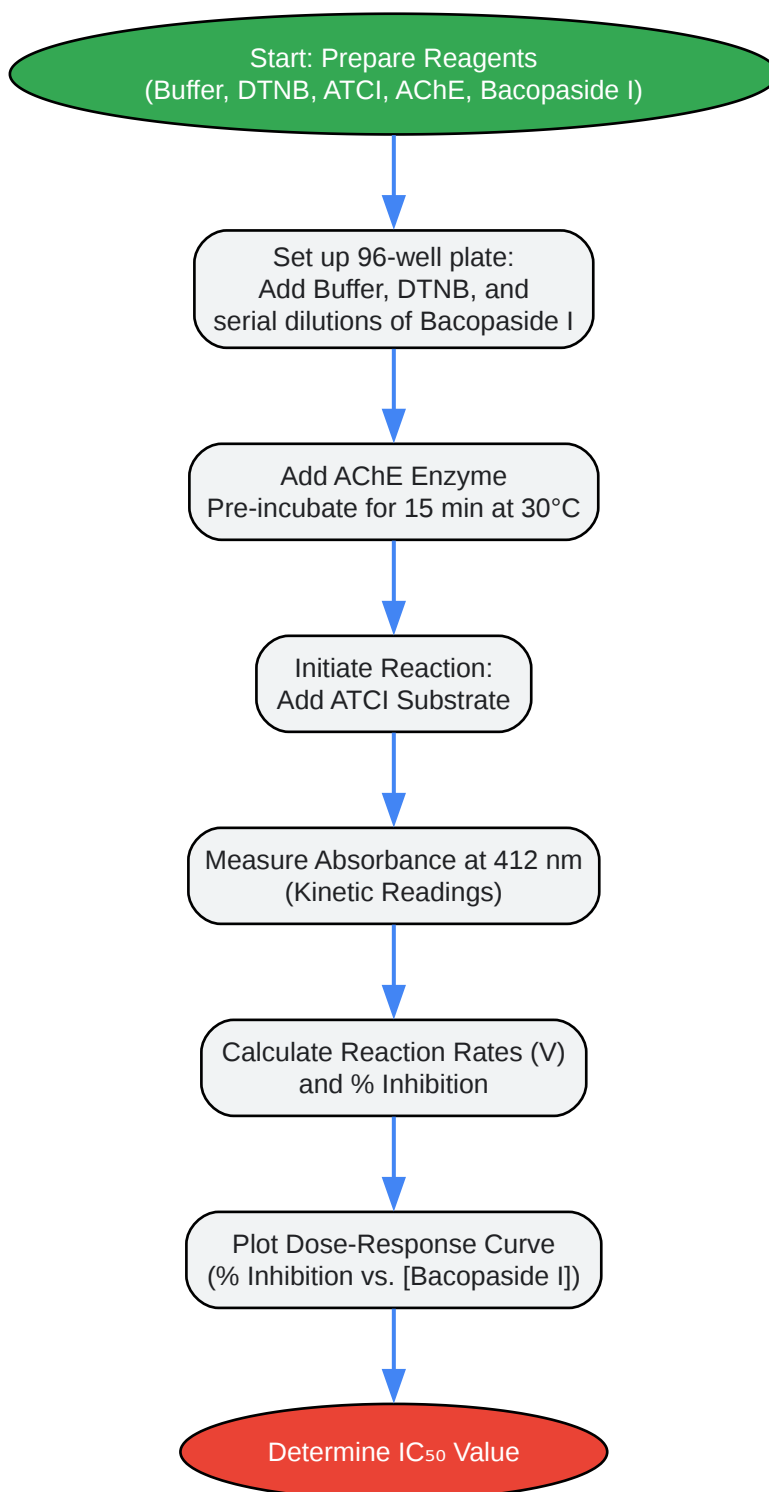 Start: Prepare Reagents
(Buffer, DTNB, ATCI, AChE, Bacopaside I)
Set up 96-well plate:
Add Buffer, DTNB, and
serial dilutions of Bacopaside I
Add AChE Enzyme
Pre-incubate for 15 min at 30°C
Initiate Reaction:
Add ATCI Substrate
Measure Absorbance at 412 nm
(Kinetic Readings)
Calculate Reaction Rates (V)
and % Inhibition
Plot Dose-Response Curve
(% Inhibition vs. [Bacopaside I])
Determine IC₅₀ Value